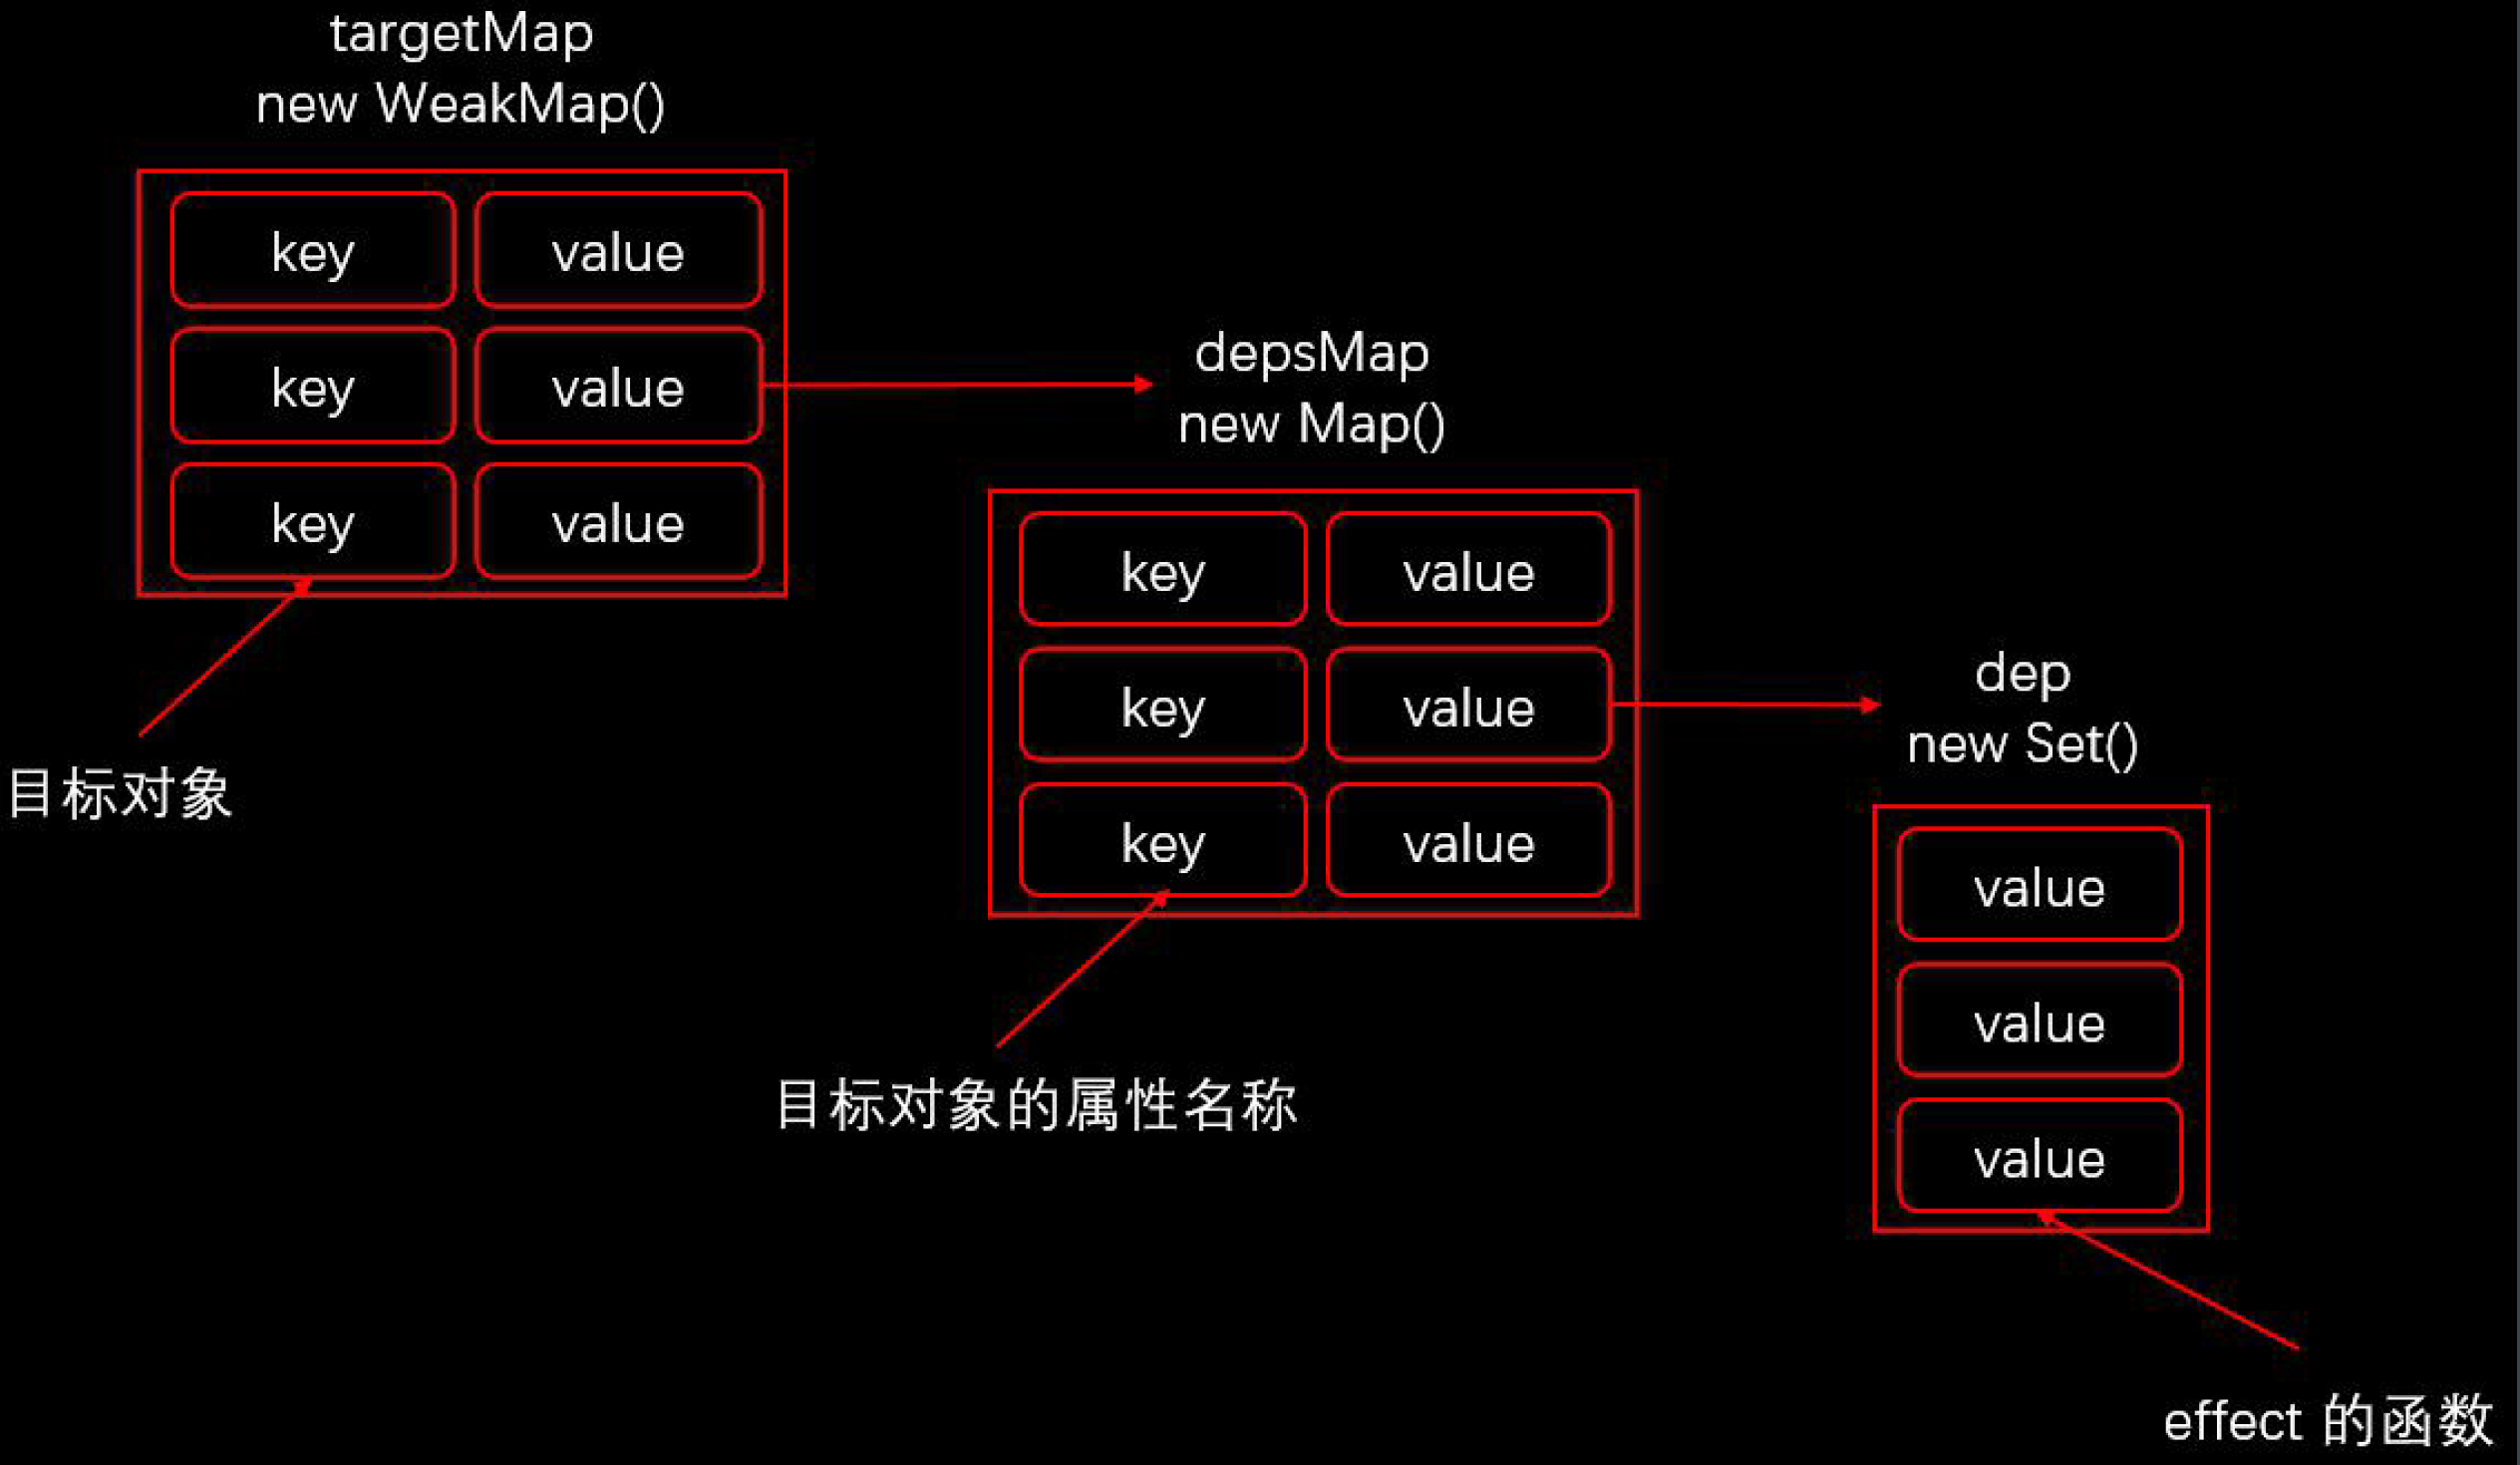 targetMap
new WeakMap()
key value
key value
key value
目标对象
depsMap
new Map()
key value
key value
key value
目标对象的属性名称
dep
new Set()
value
value
value
effect 的函数